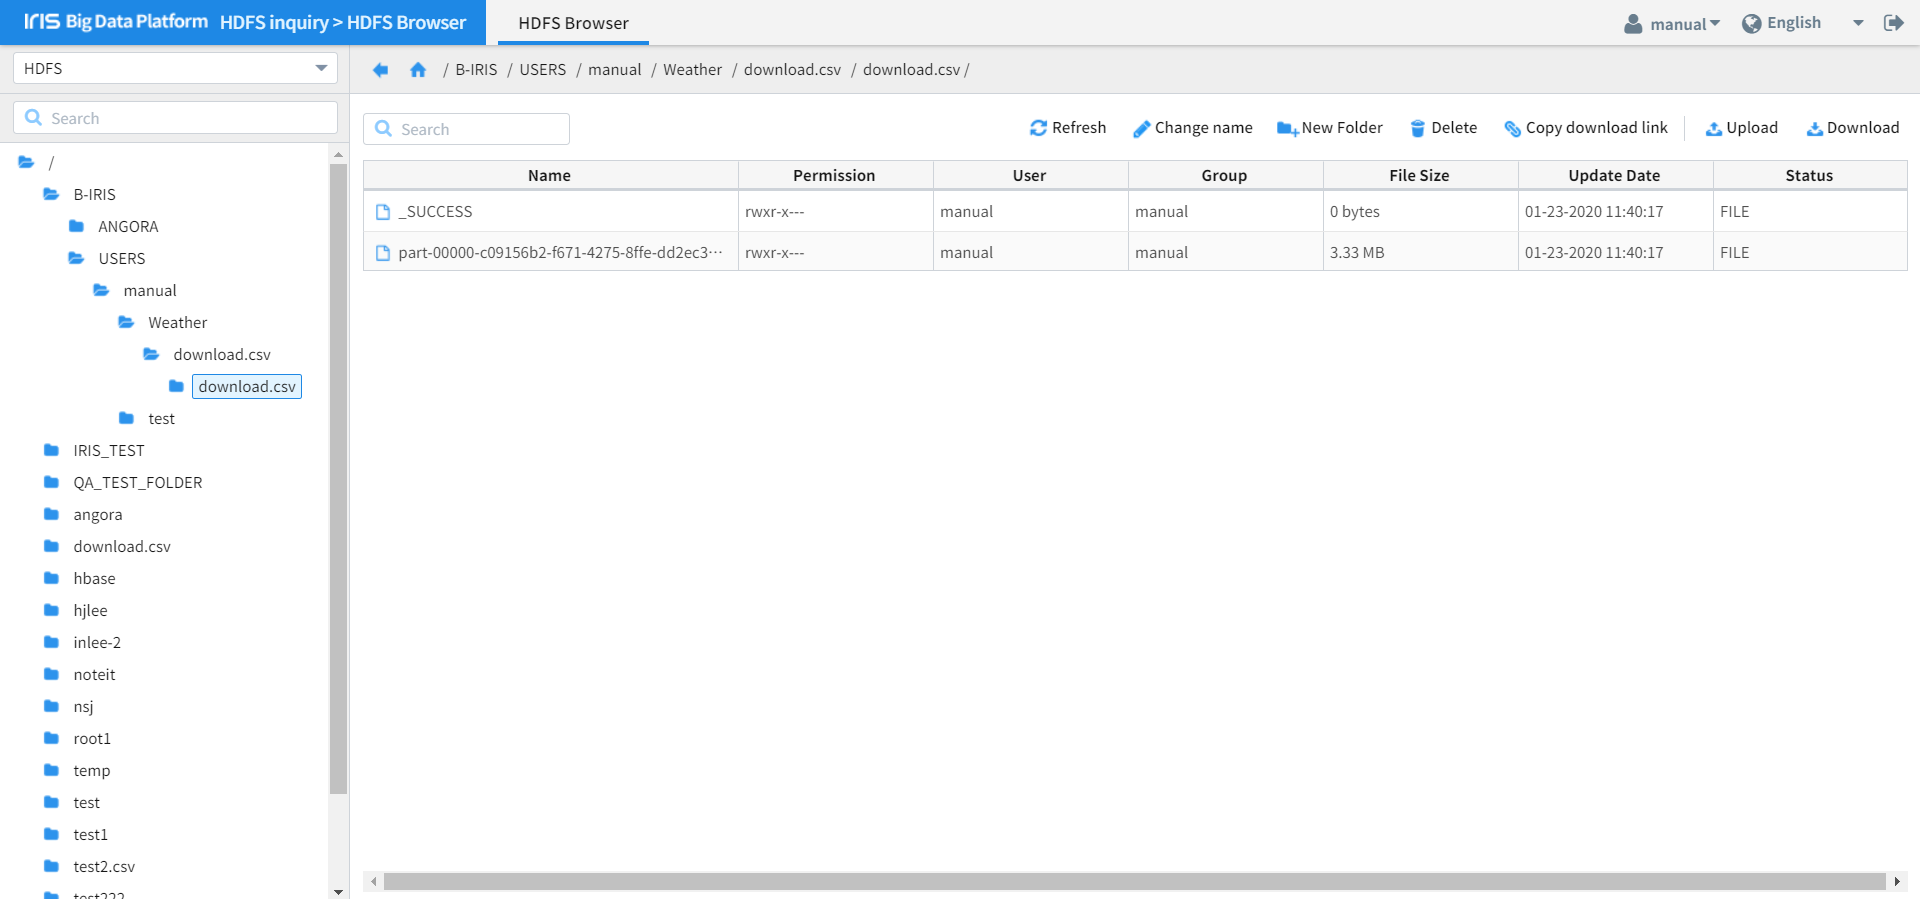 IRIS Big Data Platform HDFS inquiry > HDFS Browser HDFS Browser manual English
HDFS
/ B-IRIS / USERS / manual / Weather / download.csv / download.csv /
Search
Search Refresh Change name New Folder Delete Copy download link Upload Download
/
B-IRIS
ANGORA
USERS
manual
Weather
download.csv
download.csv
test
IRIS_TEST
QA_TEST_FOLDER
angora
download.csv
hbase
hjlee
inlee-2
noteit
nsj
root1
temp
test
test1
test2.csv
test222
Name Permission User Group File Size Update Date Status
_SUCCESS rwxr-x--- manual manual 0 bytes 01-23-2020 11:40:17 FILE
part-00000-c09156b2-f671-4275-8ffe-dd2ec3··· rwxr-x--- manual manual 3.33 MB 01-23-2020 11:40:17 FILE